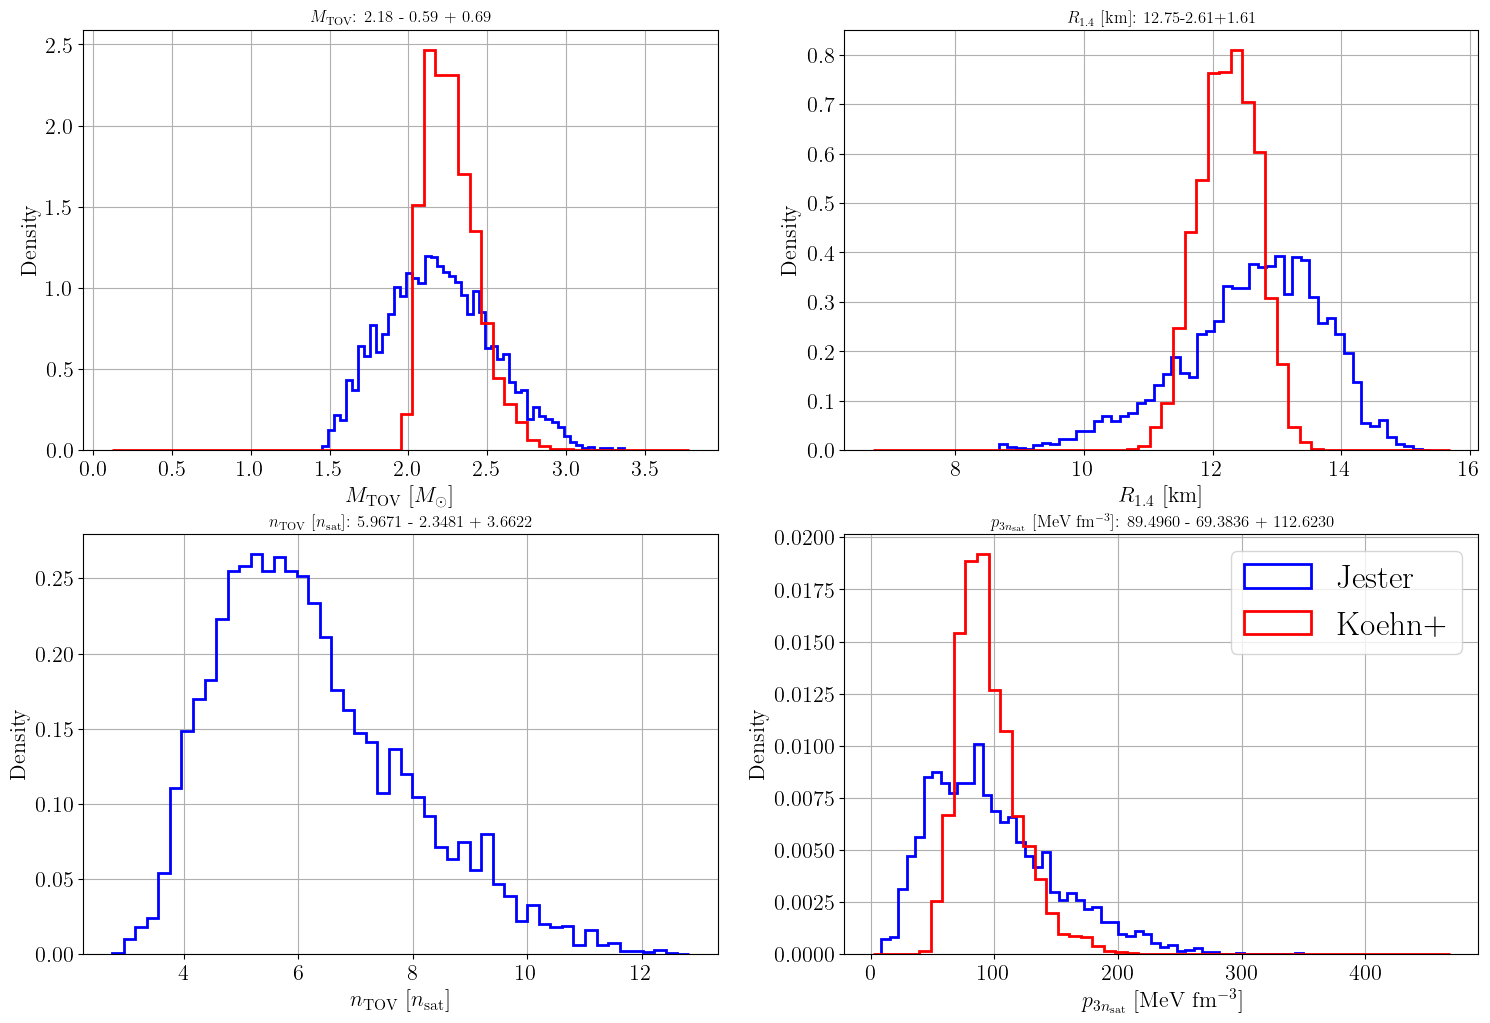 M_TOV: 2.18 - 0.59 + 0.69
2.5
2.0
1.5
1.0
0.5
0.0
Density
0.0 0.5 1.0 1.5 2.0 2.5 3.0 3.5
M_TOV [M_⊙]
R_1.4 [km]: 12.75-2.61+1.61
0.8
0.7
0.6
0.5
0.4
0.3
0.2
0.1
0.0
Density
8 10 12 14 16
R_1.4 [km]
n_TOV [n_sat]: 5.9671 - 2.3481 + 3.6622
0.25
0.20
0.15
0.10
0.05
0.00
Density
4 6 8 10 12
n_TOV [n_sat]
p_3n_sat [MeV fm⁻³]: 89.4960 - 69.3836 + 112.6230
0.0200
0.0175
0.0150
0.0125
0.0100
0.0075
0.0050
0.0025
0.0000
Density
Jester
Koehn+
0 100 200 300 400
p_3n_sat [MeV fm⁻³]